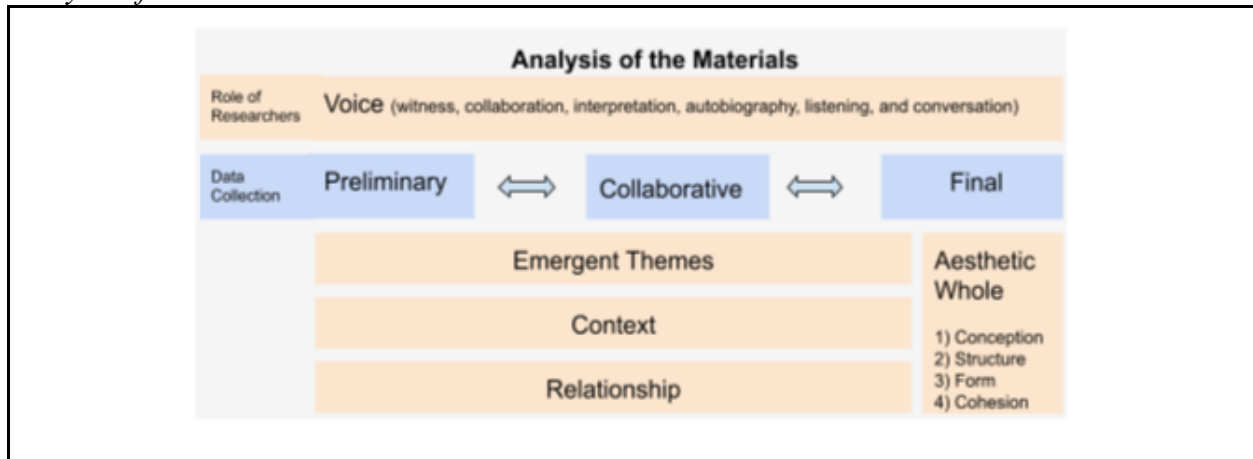 Analysis of the Materials
Role of
Researchers
Voice (witness, collaboration, interpretation, autobiography, listening, and conversation)
Data
Collection
Preliminary
Collaborative
Final
Emergent Themes
Context
Relationship
Aesthetic
Whole
1) Conception
2) Structure
3) Form
4) Cohesion